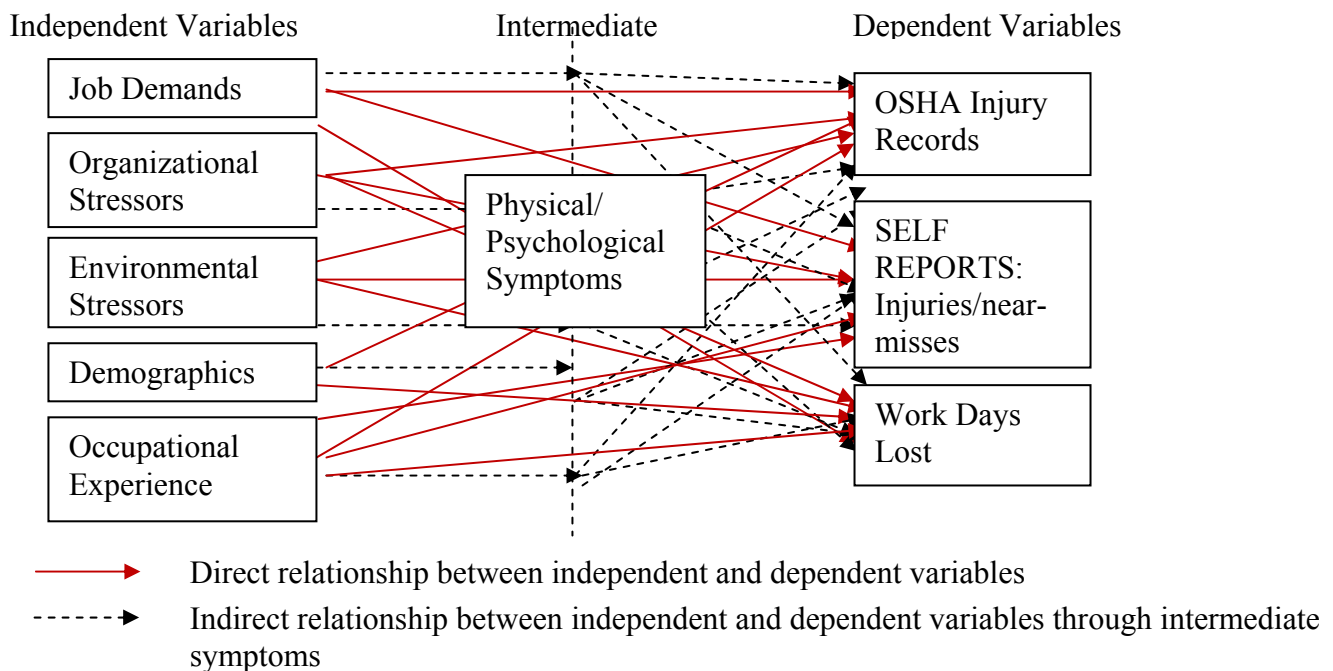 Independent Variables
Intermediate
Dependent Variables
Job Demands
Organizational
Stressors
Environmental
Stressors
Demographics
Occupational
Experience
Physical/
Psychological
Symptoms
OSHA Injury
Records
SELF
REPORTS:
Injuries/near-
misses
Work Days
Lost
Direct relationship between independent and dependent variables
Indirect relationship between independent and dependent variables through intermediate
symptoms